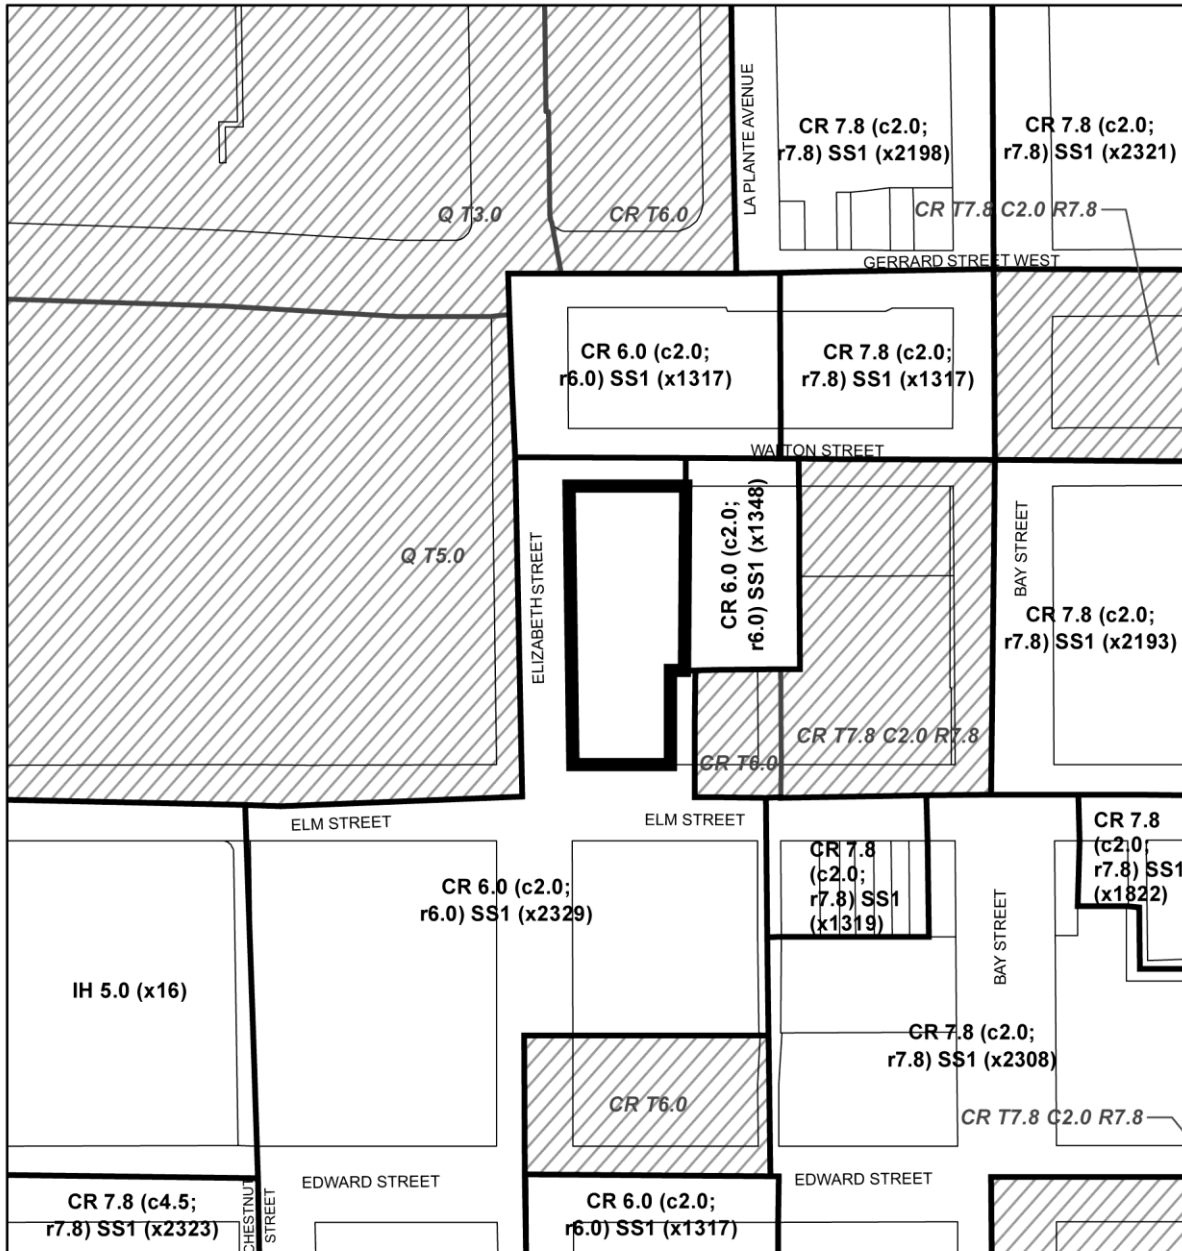 LA PLANTE AVENUE
CR 7.8 (c2.0;
r7.8) SS1 (x2198)
CR 7.8 (c2.0;
r7.8) SS1 (x2321)
Q T3.0
CR T6.0
CR T7.8 C2.0 R7.8
GERRARD STREET WEST
CR 6.0 (c2.0;
r6.0) SS1 (x1317)
CR 7.8 (c2.0;
r7.8) SS1 (x1317)
WALTON STREET
Q T5.0
ELIZABETH STREET
CR 6.0 (c2.0;
r6.0) SS1 (x1348)
BAY STREET
CR 7.8 (c2.0;
r7.8) SS1 (x2193)
CR T7.8 C2.0 R7.8
CR T6.0
ELM STREET
ELM STREET
CR 7.8
(c2.0;
r7.8) SS1
(x1822)
CR 7.8
(c2.0;
r7.8) SS1
(x1319)
CR 6.0 (c2.0;
r6.0) SS1 (x2329)
BAY STREET
IH 5.0 (x16)
CR 7.8 (c2.0;
r7.8) SS1 (x2308)
CR T6.0
CR T7.8 C2.0 R7.8
EDWARD STREET
EDWARD STREET
CR 7.8 (c4.5;
r7.8) SS1 (x2323)
CHESTNUT
STREET
CR 6.0 (c2.0;
r6.0) SS1 (x1317)